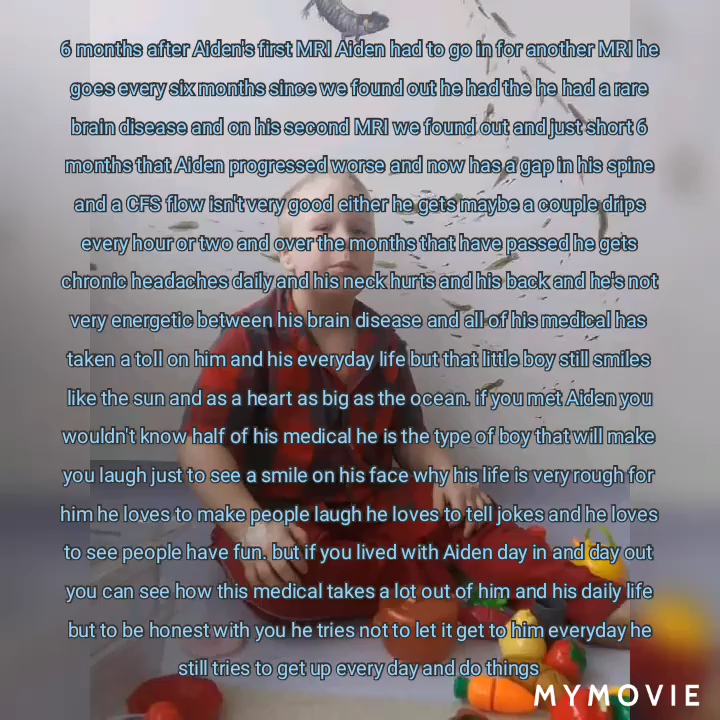 6 months after Aiden's first MRI Aiden had to go in for another MRI he
goes every six months since we found out he had the he had a rare
brain disease and on his second MRI we found out and just short 6
months that Aiden progressed worse and now has a gap in his spine
and a CFS flow isn't very good either he gets maybe a couple drips
every hour or two and over the months that have passed he gets
chronic headaches daily and his neck hurts and his back and he's not
very energetic between his brain disease and all of his medical has
taken a toll on him and his everyday life but that little boy still smiles
like the sun and as a heart as big as the ocean. if you met Aiden you
wouldn't know half of his medical he is the type of boy that will make
you laugh just to see a smile on his face why his life is very rough for
him he loves to make people laugh he loves to tell jokes and he loves
to see people have fun. but if you lived with Aiden day in and day out
you can see how this medical takes a lot out of him and his daily life
but to be honest with you he tries not to let it get to him everyday he
still tries to get up every day and do things
MYMOVIE